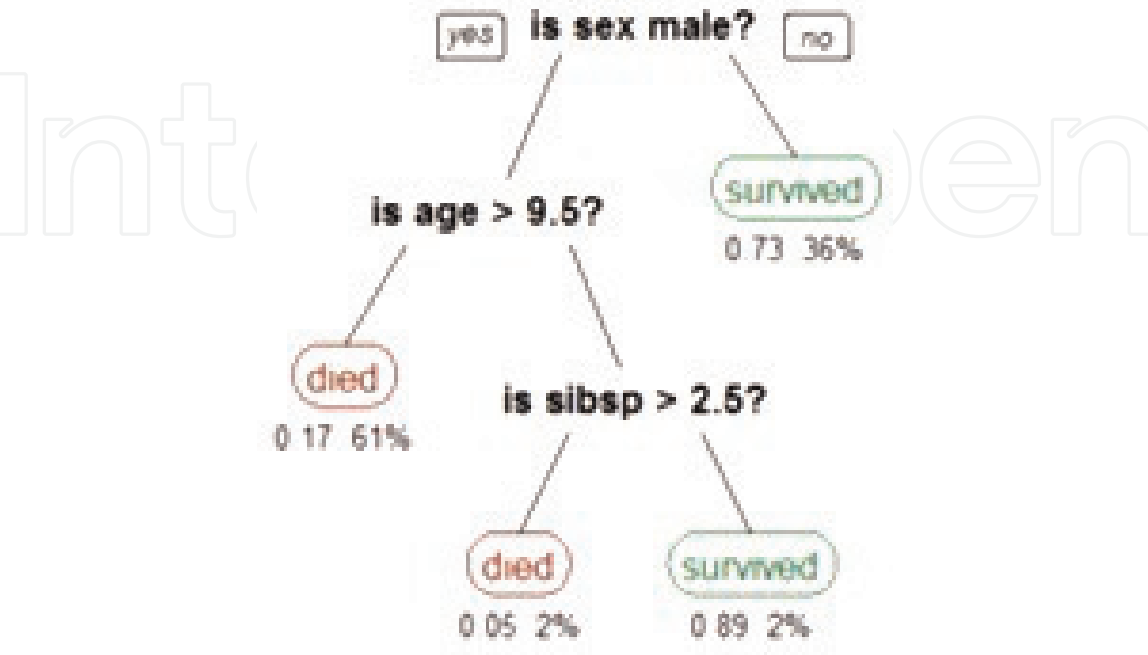 yes is sex male? no
is age > 9.5?
survived
0.73 36%
died
0.17 61%
is sibsp > 2.5?
died survived
0.05 2% 0.89 2%